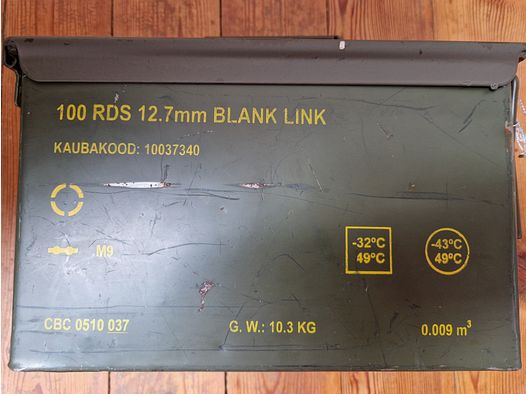 100 RDS 12.7mm BLANK LINK
KAUBAKOOD: 10037340
M9
-32ºC
49ºC
-43ºC
49ºC
CBC 0510 037
G. W.: 10.3 KG
0.009 m³